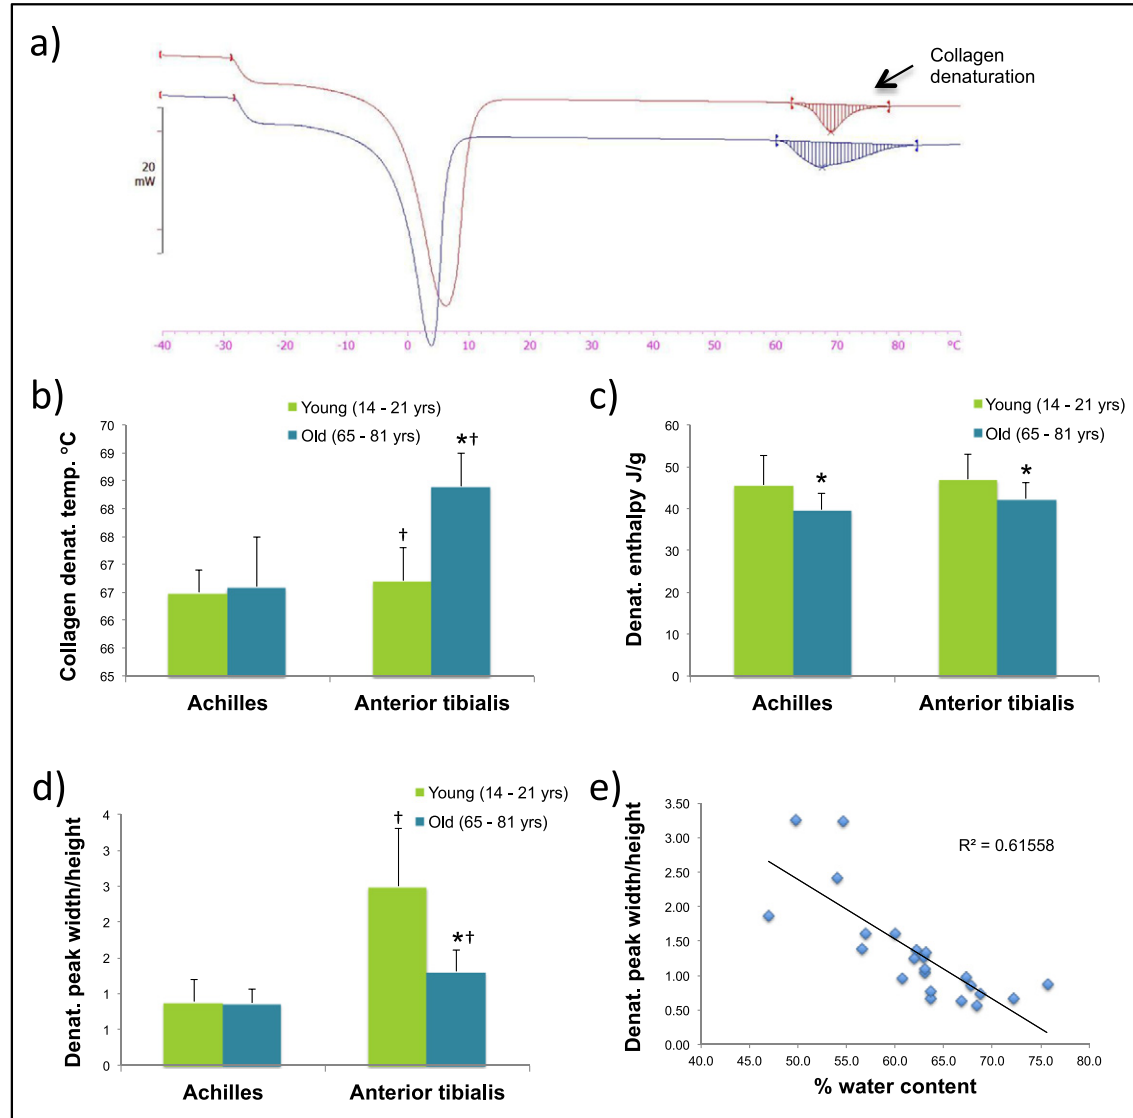 a)
Collagen
denaturation
20
mW
-40 -30 -20 -10 0 10 20 30 40 50 60 70 80 °C
b)
Young (14 - 21 yrs)
Old (65 - 81 yrs)
Collagen denat. temp. °C
70
69
69
68
68
67
67
66
66
65
†
*†
Achilles
Anterior tibialis
c)
Young (14 - 21 yrs)
Old (65 - 81 yrs)
Denat. enthalpy J/g
60
50
40
30
20
10
0
*
*
Achilles
Anterior tibialis
d)
Young (14 - 21 yrs)
Old (65 - 81 yrs)
Denat. peak width/height
4
3
3
2
2
1
1
0
†
*†
Achilles
Anterior tibialis
e)
Denat. peak width/height
3.50
3.00
2.50
2.00
1.50
1.00
0.50
0.00
R² = 0.61558
40.0 45.0 50.0 55.0 60.0 65.0 70.0 75.0 80.0
% water content